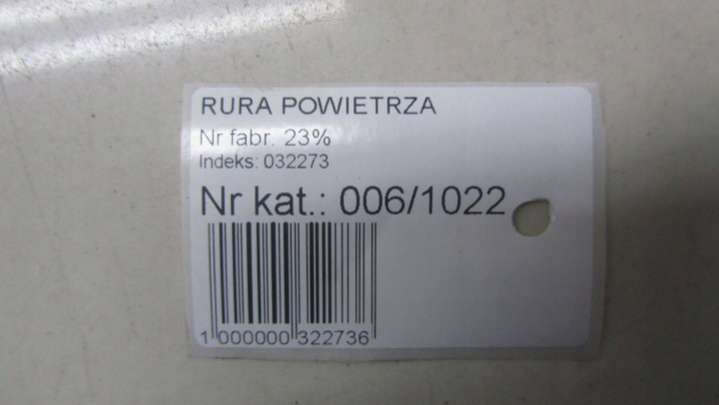 RURA POWIETRZA
Nr fabr. 23%
Indeks: 032273
Nr kat.: 006/1022
1 000000 322736